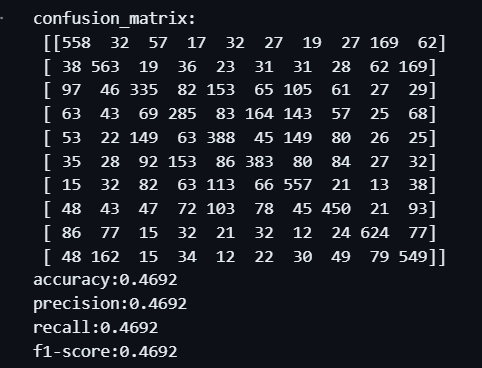 confusion_matrix:
[[558 32 57 17 32 27 19 27 169 62]
[ 38 563 19 36 23 31 31 28 62 169]
[ 97 46 335 82 153 65 105 61 27 29]
[ 63 43 69 285 83 164 143 57 25 68]
[ 53 22 149 63 388 45 149 80 26 25]
[ 35 28 92 153 86 383 80 84 27 32]
[ 15 32 82 63 113 66 557 21 13 38]
[ 48 43 47 72 103 78 45 450 21 93]
[ 86 77 15 32 21 32 12 24 624 77]
[ 48 162 15 34 12 22 30 49 79 549]]
accuracy:0.4692
precision:0.4692
recall:0.4692
f1-score:0.4692